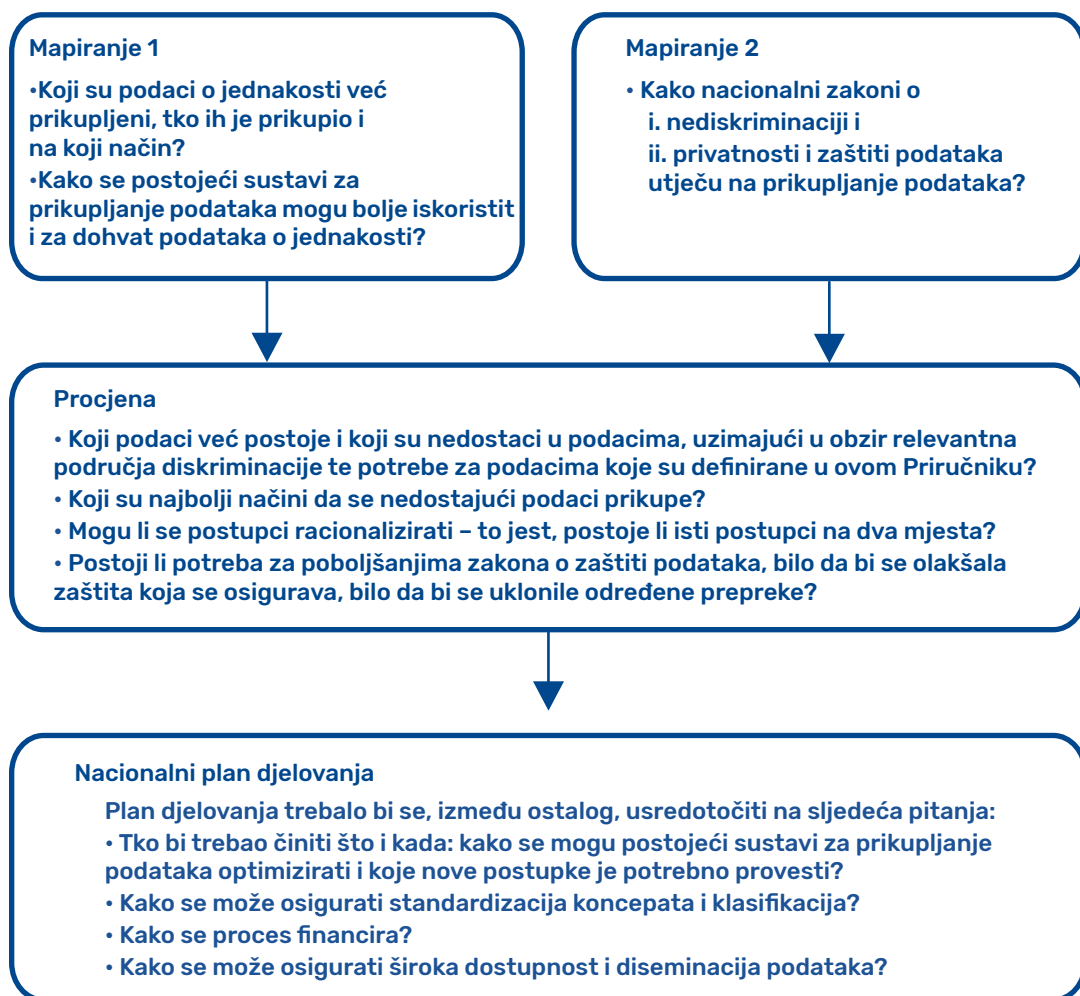 Mapiranje 1
•Koji su podaci o jednakosti već
prikupljeni, tko ih je prikupio i
na koji način?
•Kako se postojeći sustavi za
prikupljanje podataka mogu bolje iskoristit
i za dohvat podataka o jednakosti?
Mapiranje 2
• Kako nacionalni zakoni o
i. nediskriminaciji i
ii. privatnosti i zaštiti podataka
utječu na prikupljanje podataka?
Procjena
• Koji podaci već postoje i koji su nedostaci u podacima, uzimajući u obzir relevantna
područja diskriminacije te potrebe za podacima koje su definirane u ovom Priručniku?
• Koji su najbolji načini da se nedostajući podaci prikupe?
• Mogu li se postupci racionalizirati – to jest, postoje li isti postupci na dva mjesta?
• Postoji li potreba za poboljšanjima zakona o zaštiti podataka, bilo da bi se olakšala
zaštita koja se osigurava, bilo da bi se uklonile određene prepreke?
Nacionalni plan djelovanja
Plan djelovanja trebalo bi se, između ostalog, usredotočiti na sljedeća pitanja:
• Tko bi trebao činiti što i kada: kako se mogu postojeći sustavi za prikupljanje
podataka optimizirati i koje nove postupke je potrebno provesti?
• Kako se može osigurati standardizacija koncepata i klasifikacija?
• Kako se proces financira?
• Kako se može osigurati široka dostupnost i diseminacija podataka?